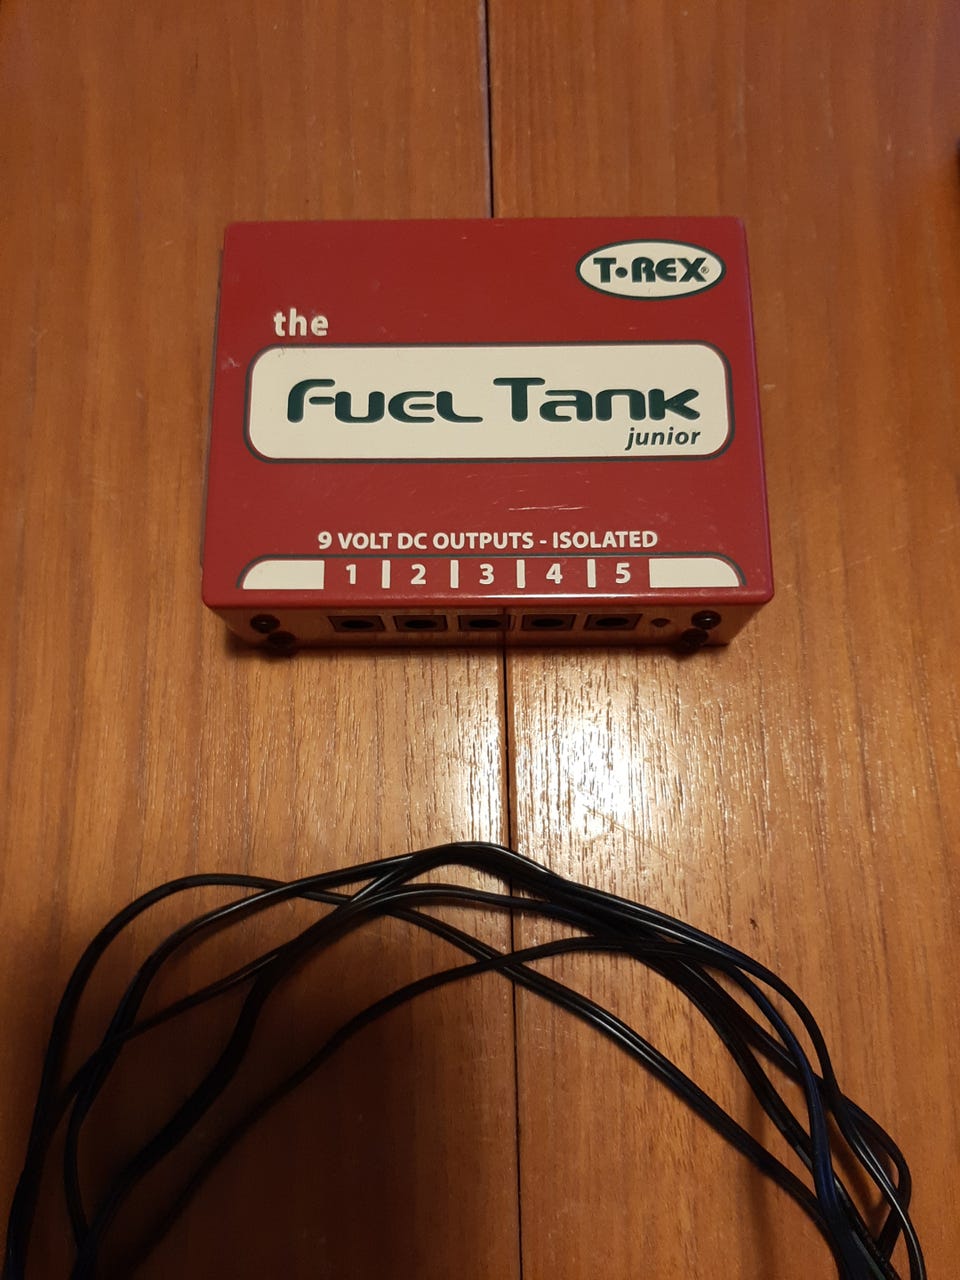 T•REX®
the
Fuel Tank
junior
9 VOLT DC OUTPUTS - ISOLATED
1 | 2 | 3 | 4 | 5